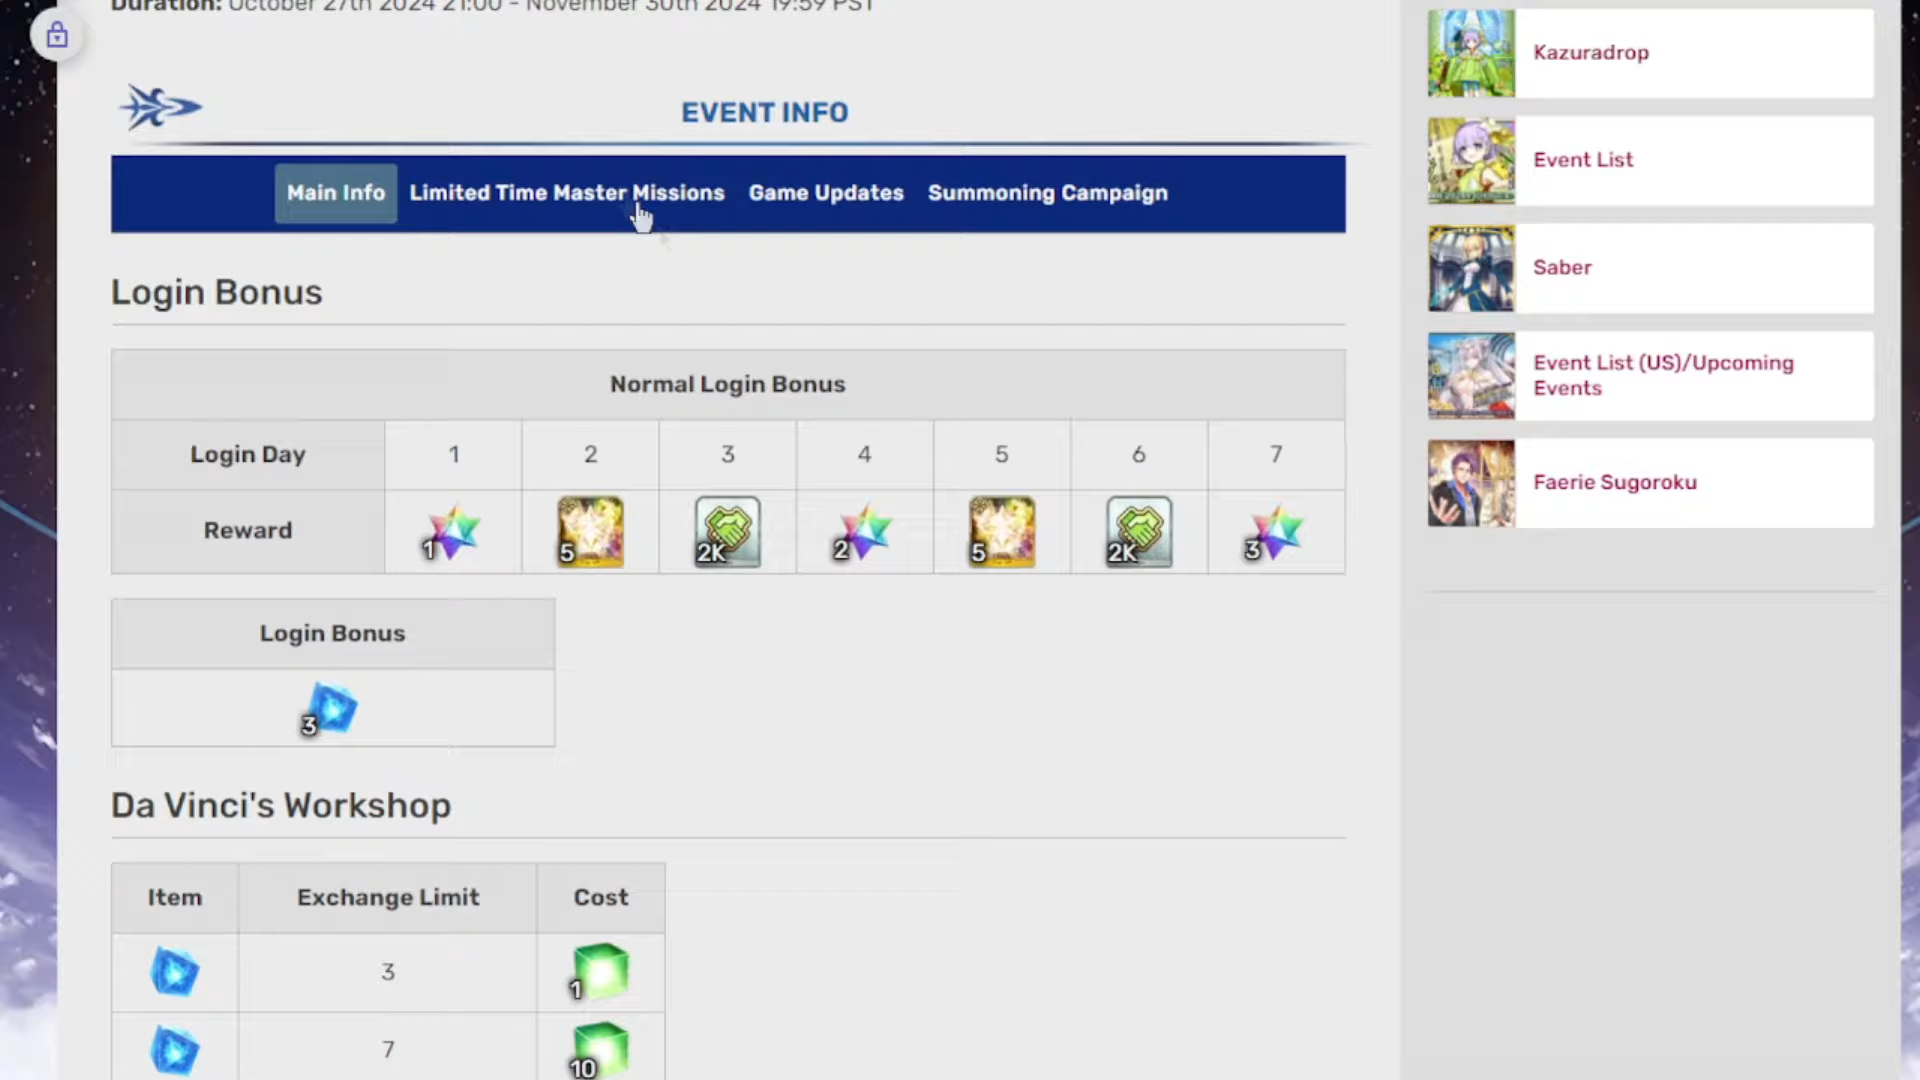 Duration: October 27th 2024 21:00 - November 30th 2024 19:59 PST
EVENT INFO
Main Info Limited Time Master Missions Game Updates Summoning Campaign
Login Bonus
Normal Login Bonus
Login Day 1 2 3 4 5 6 7
Reward 1 5 2K 2 5 2K 3
Login Bonus
3
Da Vinci's Workshop
Item Exchange Limit Cost
3 1
7 10
Kazuradrop
Event List
Saber
Event List (US)/Upcoming
Events
Faerie Sugoroku